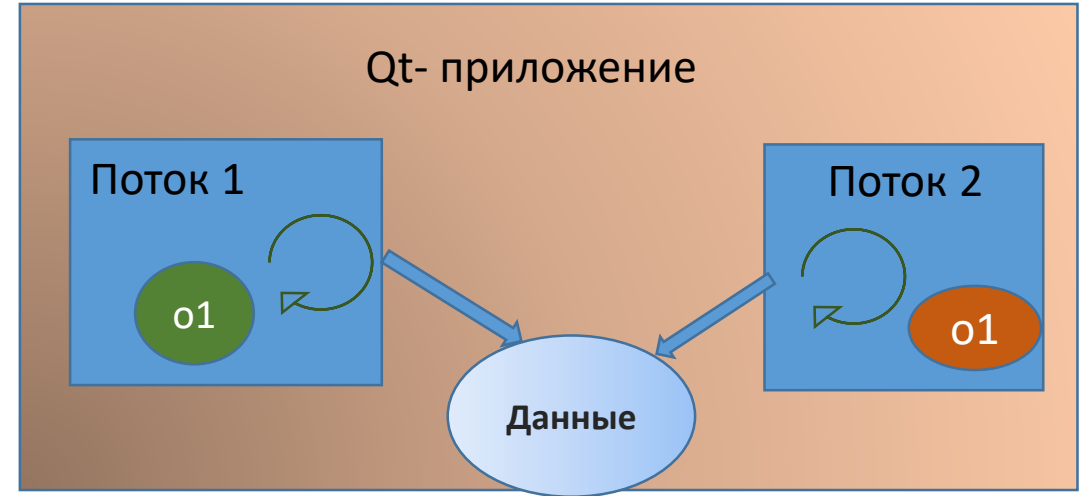 Qt- приложение
Поток 1
Поток 2
o1
o1
Данные